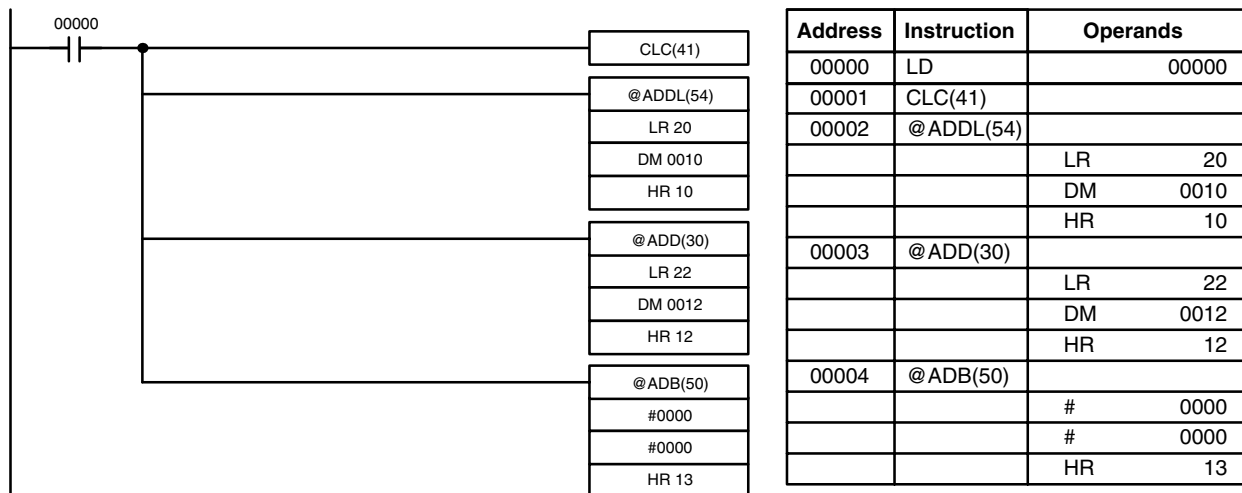 00000
CLC(41)
@ADDL(54)
LR 20
DM 0010
HR 10
@ADD(30)
LR 22
DM 0012
HR 12
@ADB(50)
#0000
#0000
HR 13
Address Instruction Operands
00000 LD 00000
00001 CLC(41)
00002 @ADDL(54)
LR 20
DM 0010
HR 10
00003 @ADD(30)
LR 22
DM 0012
HR 12
00004 @ADB(50)
# 0000
# 0000
HR 13